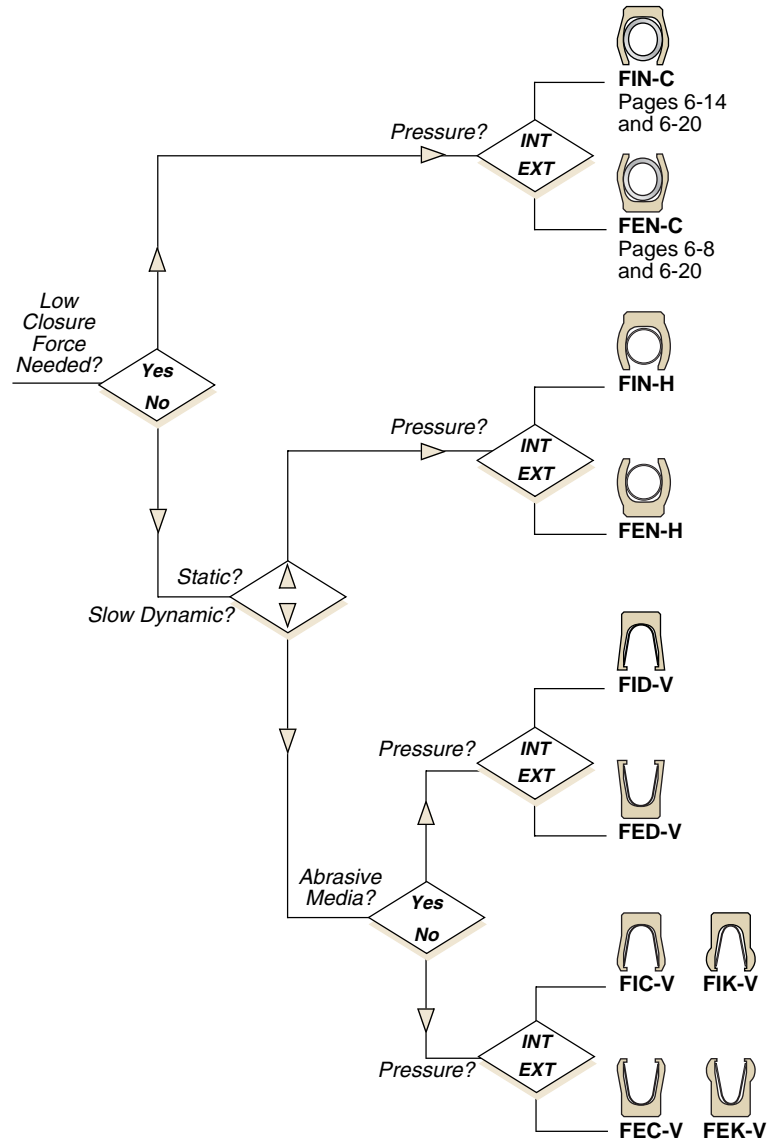 FIN-C
Pages 6-14
and 6-20
Pressure?
INT
EXT
FEN-C
Pages 6-8
and 6-20
Low
Closure
Force
Needed?
Yes
No
FIN-H
Pressure?
INT
EXT
FEN-H
Static?
Slow Dynamic?
FID-V
Pressure?
INT
EXT
FED-V
Abrasive
Media?
Yes
No
FIC-V FIK-V
INT
EXT
Pressure?
FEC-V FEK-V